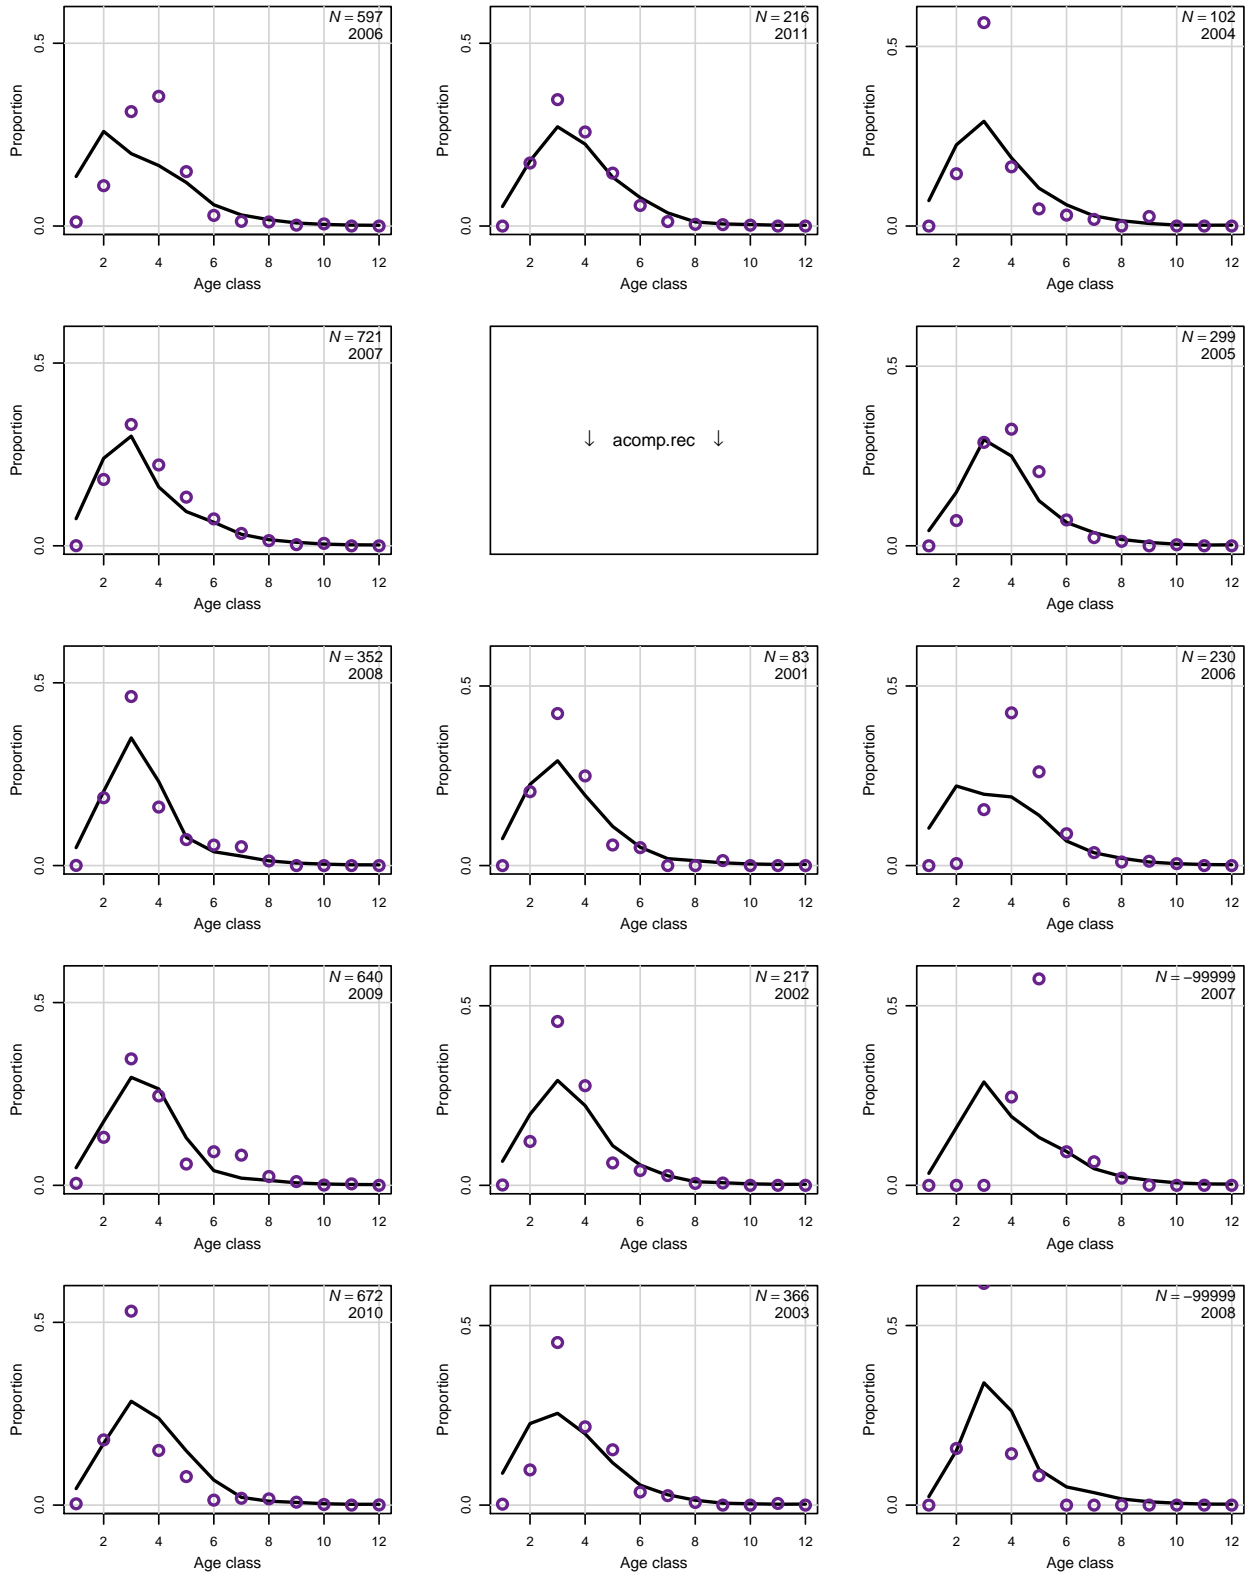 N = 597
2006
0.5
Proportion
0.0
2 4 6 8 10 12
Age class
N = 216
2011
0.5
Proportion
0.0
2 4 6 8 10 12
Age class
N = 102
2004
0.5
Proportion
0.0
2 4 6 8 10 12
Age class
N = 721
2007
0.5
Proportion
0.0
2 4 6 8 10 12
Age class
↓ acomp.rec ↓
N = 299
2005
0.5
Proportion
0.0
2 4 6 8 10 12
Age class
N = 352
2008
0.5
Proportion
0.0
2 4 6 8 10 12
Age class
N = 83
2001
0.5
Proportion
0.0
2 4 6 8 10 12
Age class
N = 230
2006
0.5
Proportion
0.0
2 4 6 8 10 12
Age class
N = 640
2009
0.5
Proportion
0.0
2 4 6 8 10 12
Age class
N = 217
2002
0.5
Proportion
0.0
2 4 6 8 10 12
Age class
N = −99999
2007
0.5
Proportion
0.0
2 4 6 8 10 12
Age class
N = 672
2010
0.5
Proportion
0.0
2 4 6 8 10 12
Age class
N = 366
2003
0.5
Proportion
0.0
2 4 6 8 10 12
Age class
N = −99999
2008
0.5
Proportion
0.0
2 4 6 8 10 12
Age class